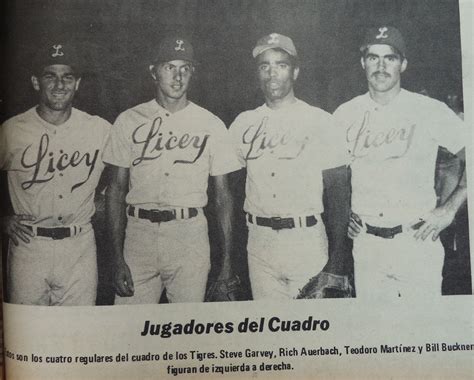 L
L
L
L
Licey
Licey
Licey
Licey
Jugadores del Cuadro
son los cuatro regulares del cuadro de los Tigres. Steve Garvey, Rich Auerbach, Teodoro Martínez y Bill Buckner
figuran de izquierda a derecha.